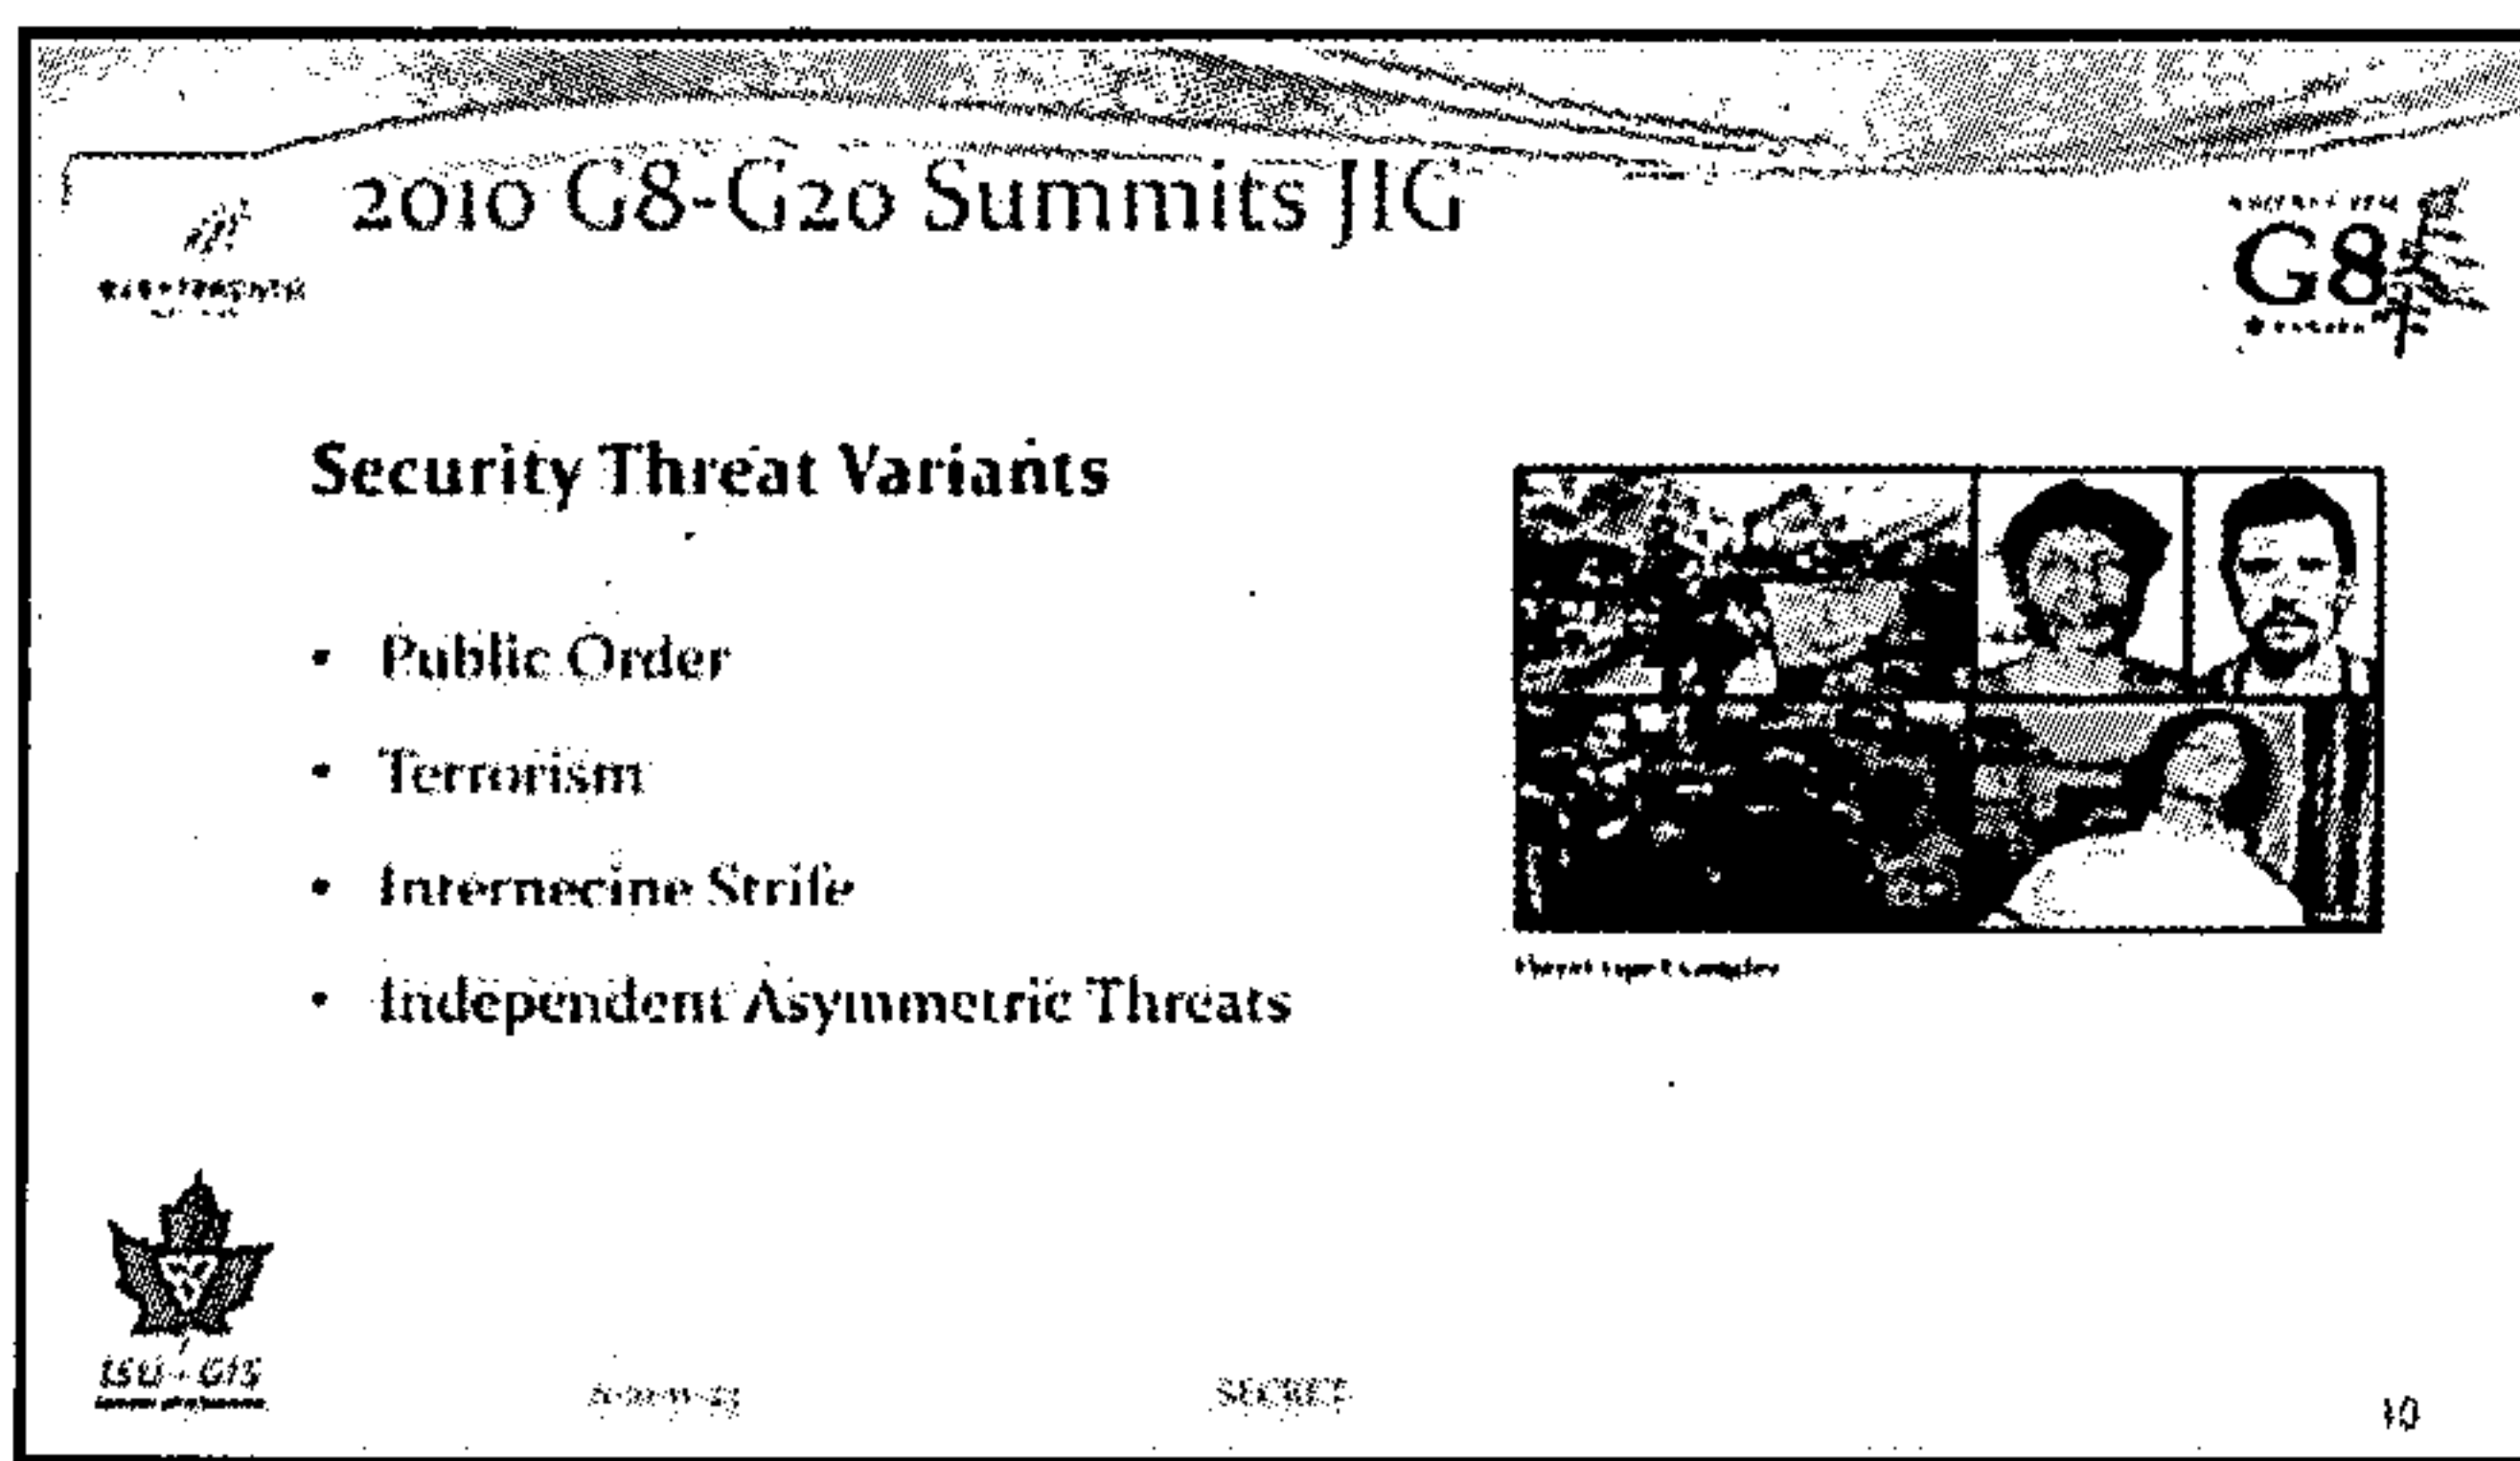 2010 G8-G20 Summits JIG
G8
Security Threat Variants
• Public Order
• Terrorism
• Internecine Strife
• Independent Asymmetric Threats
ISU - GIS
SECRET
10